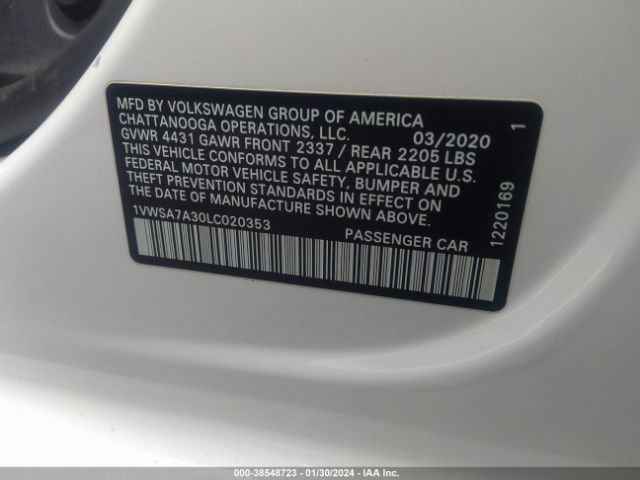 MFD BY VOLKSWAGEN GROUP OF AMERICA
CHATTANOOGA OPERATIONS, LLC. 03/2020 1
GVWR 4431 GAWR FRONT 2337 / REAR 2205 LBS
THIS VEHICLE CONFORMS TO ALL APPLICABLE U.S.
FEDERAL MOTOR VEHICLE SAFETY, BUMPER AND
THEFT PREVENTION STANDARDS IN EFFECT ON
THE DATE OF MANUFACTURE SHOWN ABOVE.
1VWSA7A30LC020353 PASSENGER CAR
1220169
000-38548723 - 01/30/2024 - IAA Inc.